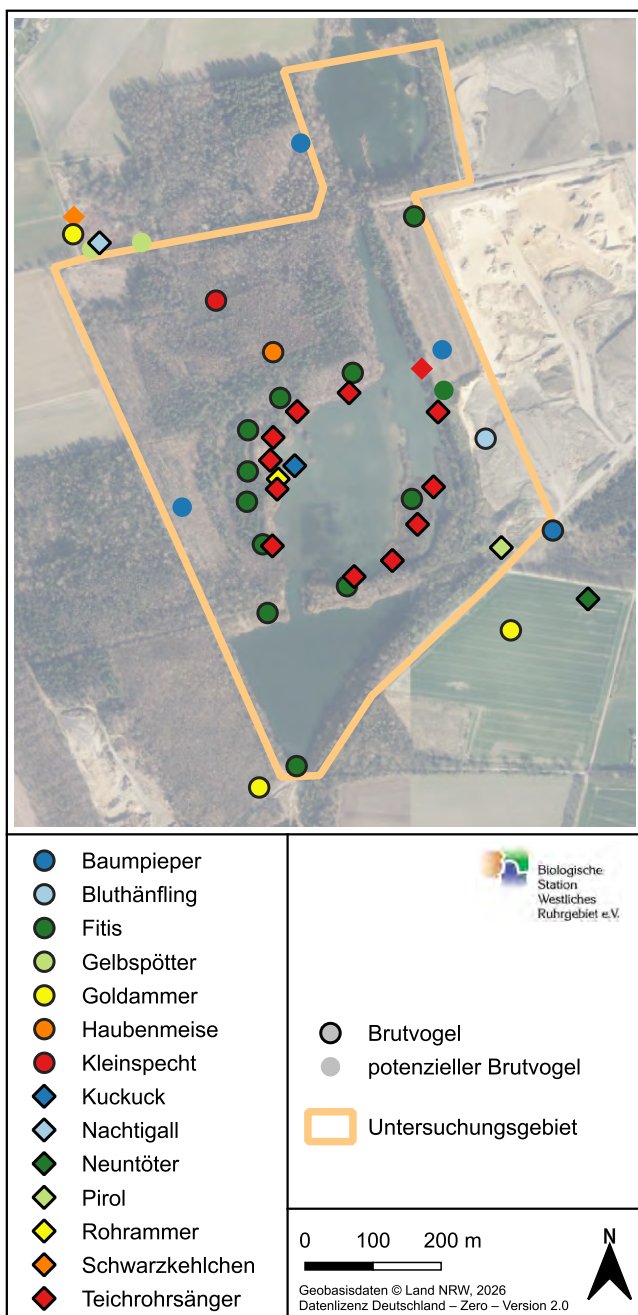 Baumpieper
Bluthänfling
Fitis
Gelbspötter
Goldammer
Haubenmeise
Kleinspecht
Kuckuck
Nachtigall
Neuntöter
Pirol
Rohrammer
Schwarzkehlchen
Teichrohrsänger
Biologische
Station
Westliches
Ruhrgebiet e.V.
Brutvogel
potenzieller Brutvogel
Untersuchungsgebiet
0 100 200 m
N
Geobasisdaten © Land NRW, 2026
Datenlizenz Deutschland – Zero – Version 2.0